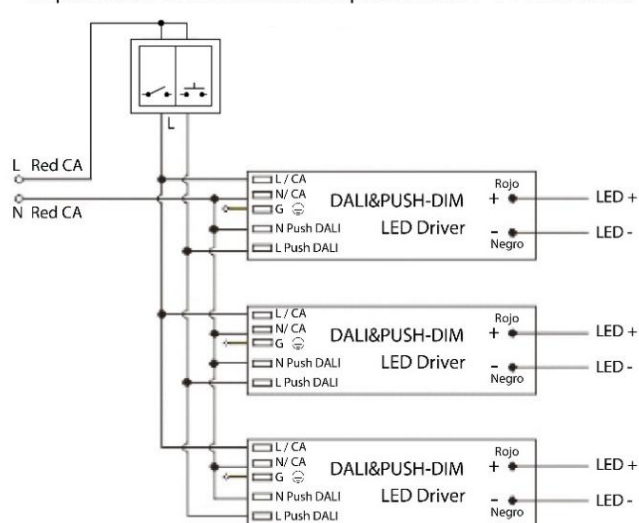 L
L Red CA
N Red CA
L / CA
N/ CA
G
N Push DALI
L Push DALI
DALI&PUSH-DIM
LED Driver
Rojo
+
-
Negro
LED +
LED -
L / CA
N/ CA
G
N Push DALI
L Push DALI
DALI&PUSH-DIM
LED Driver
Rojo
+
-
Negro
LED +
LED -
L / CA
N/ CA
G
N Push DALI
L Push DALI
DALI&PUSH-DIM
LED Driver
Rojo
+
-
Negro
LED +
LED -